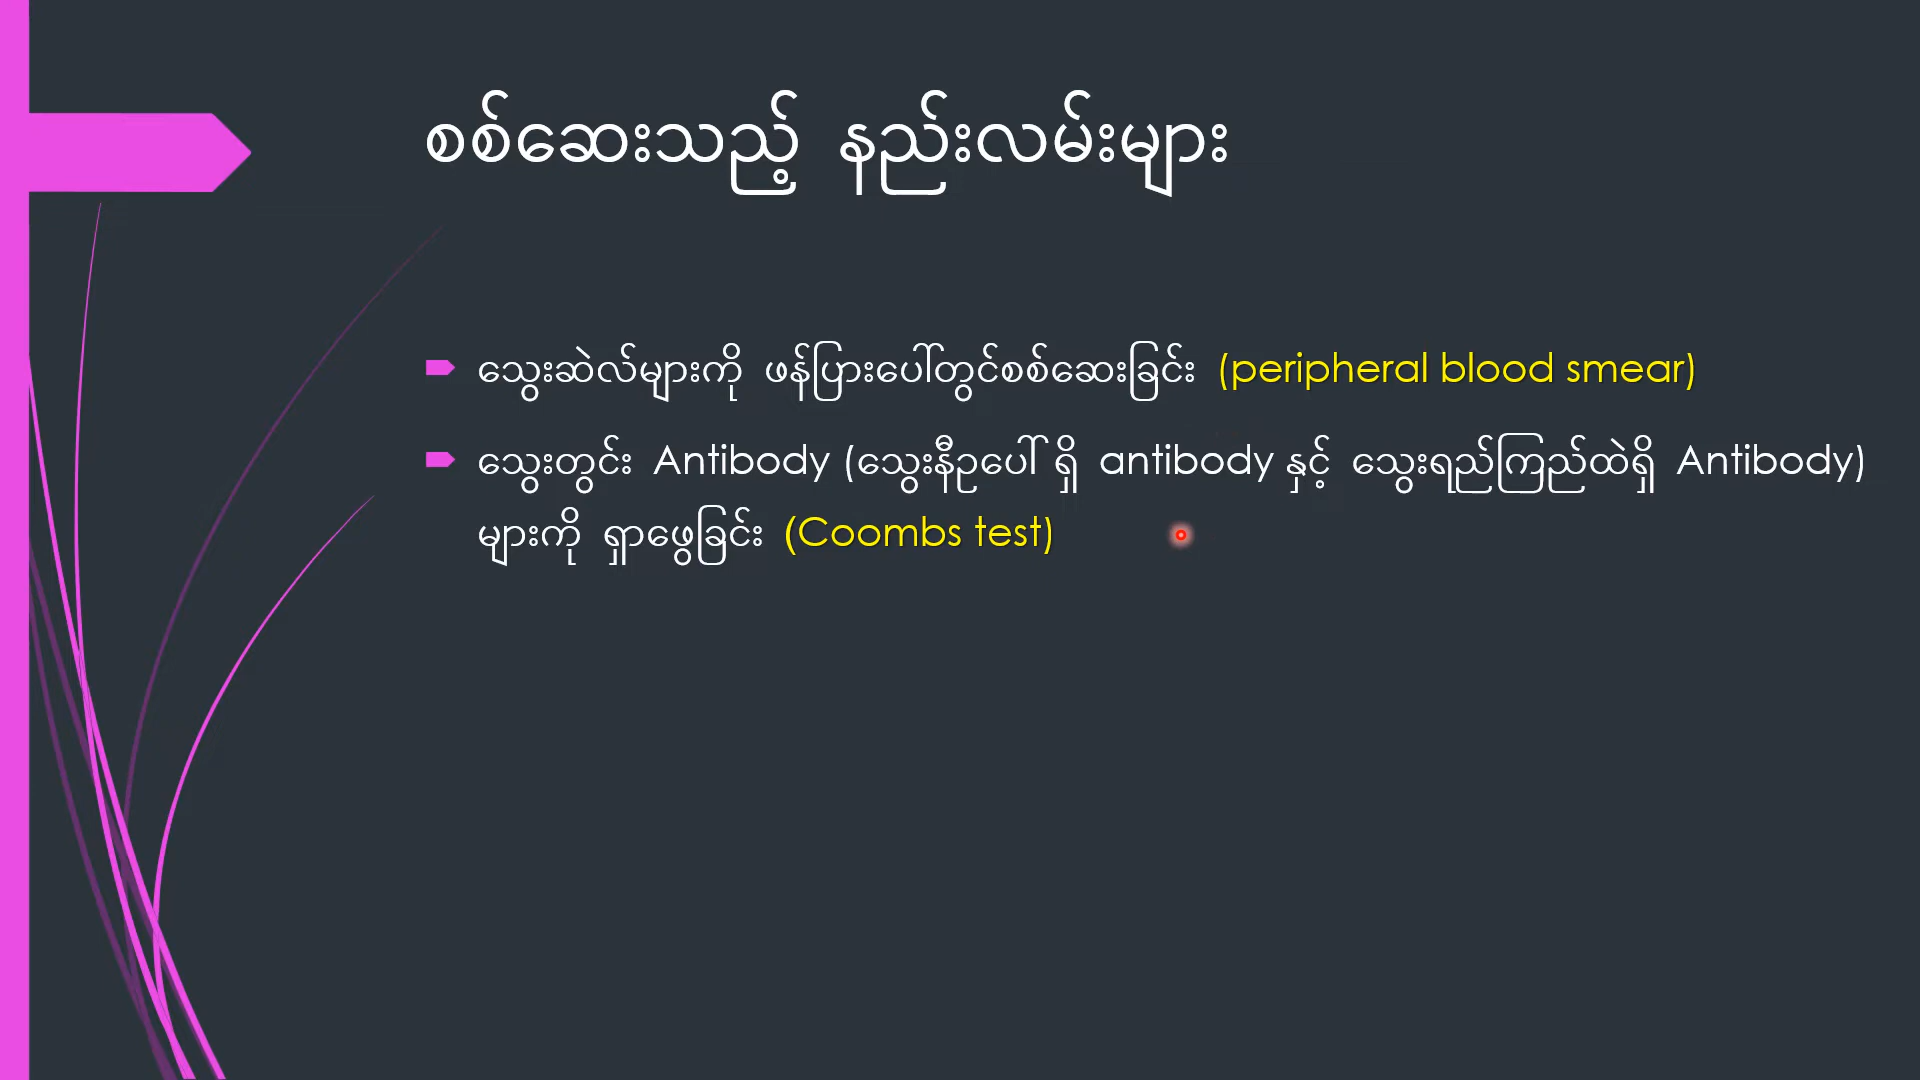 စစ်ဆေးသည့် နည်းလမ်းများ
သွေးဆဲလ်များကို ဖန်ပြားပေါ်တွင်စစ်ဆေးခြင်း (peripheral blood smear)
သွေးတွင်း Antibody (သွေးနီဥပေါ် ရှိ antibody နှင့် သွေးရည်ကြည်ထဲရှိ Antibody)
များကို ရှာဖွေခြင်း (Coombs test)